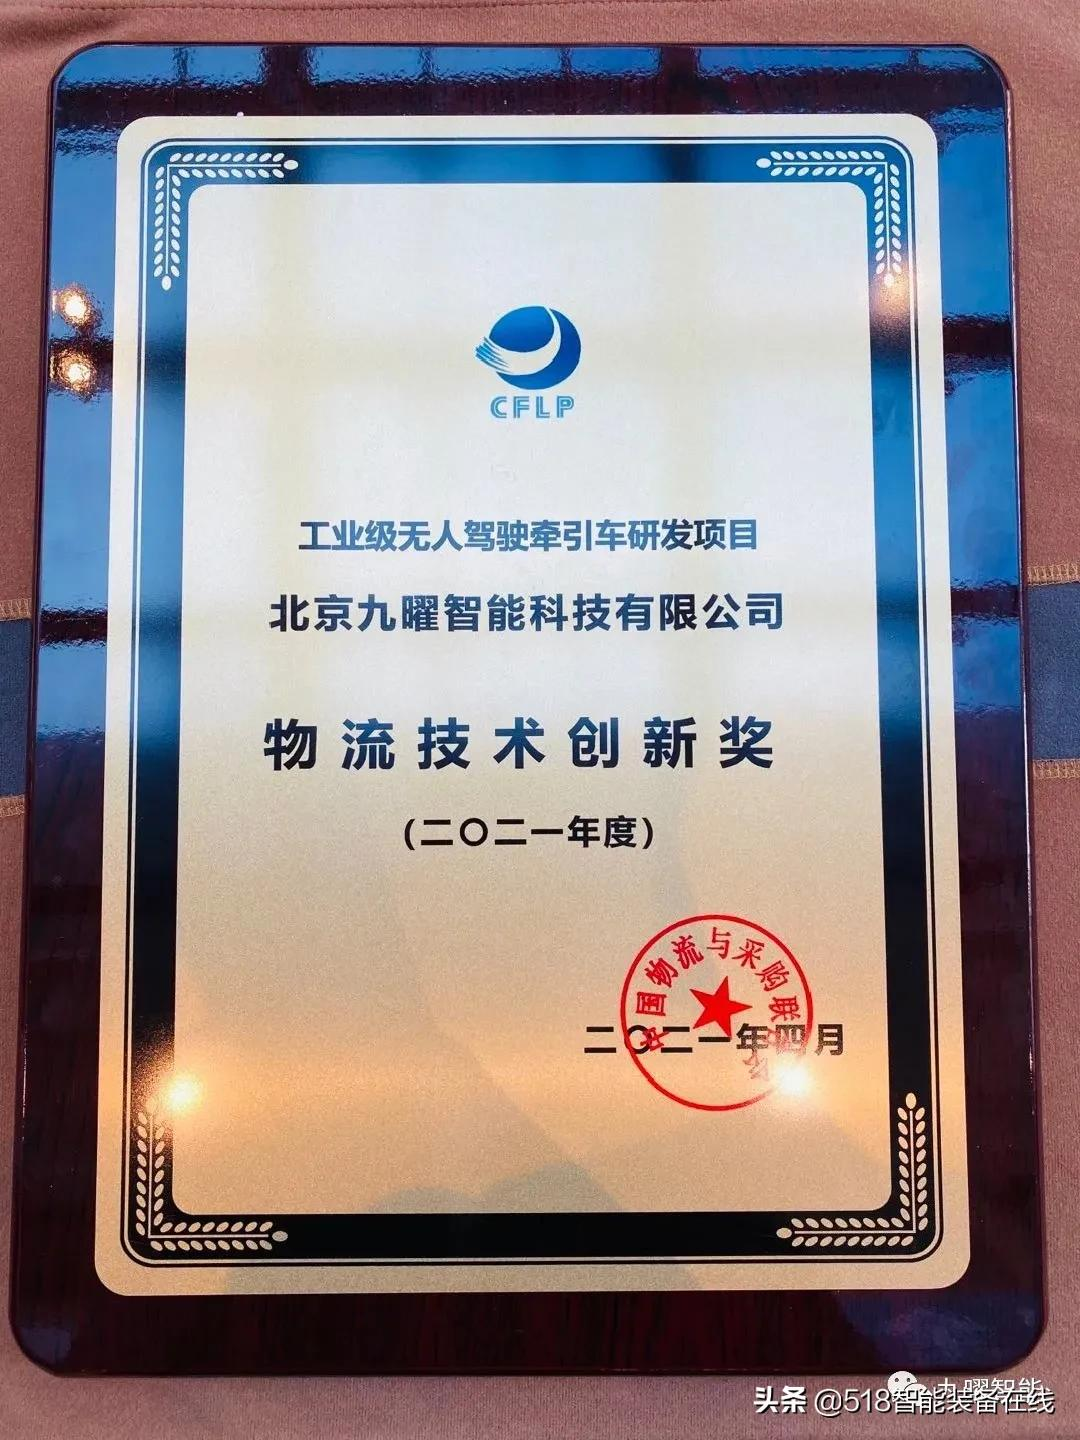 CFLP
工业级无人驾驶牵引车研发项目
北京九曜智能科技有限公司
物流技术创新奖
(二〇二一年度)
中国物流与采购联合会
二〇二一年四月
九曜智能
头条 @518智能装备在线